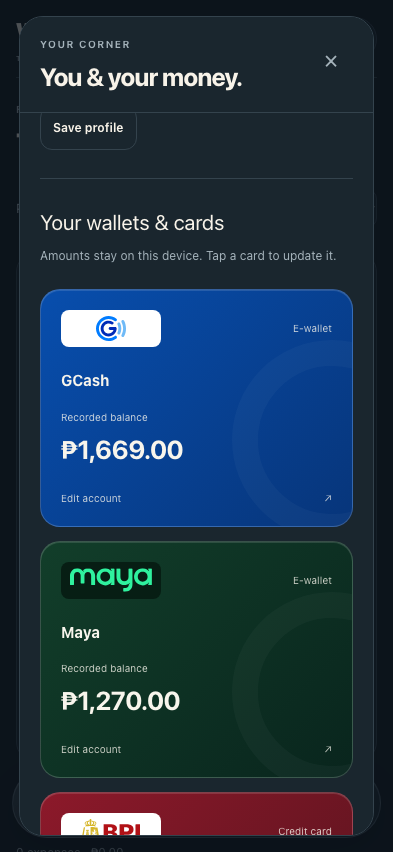 YOUR CORNER
You & your money.
Save profile
Your wallets & cards
Amounts stay on this device. Tap a card to update it.
E-wallet
GCash
Recorded balance
₱1,669.00
Edit account
maya
E-wallet
Maya
Recorded balance
₱1,270.00
Edit account
BPI
Credit card